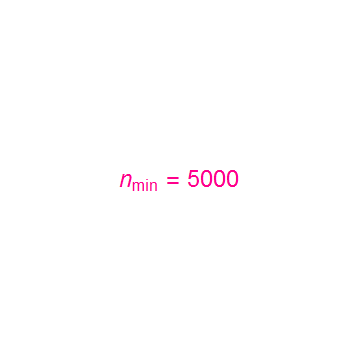 n_min = 5000